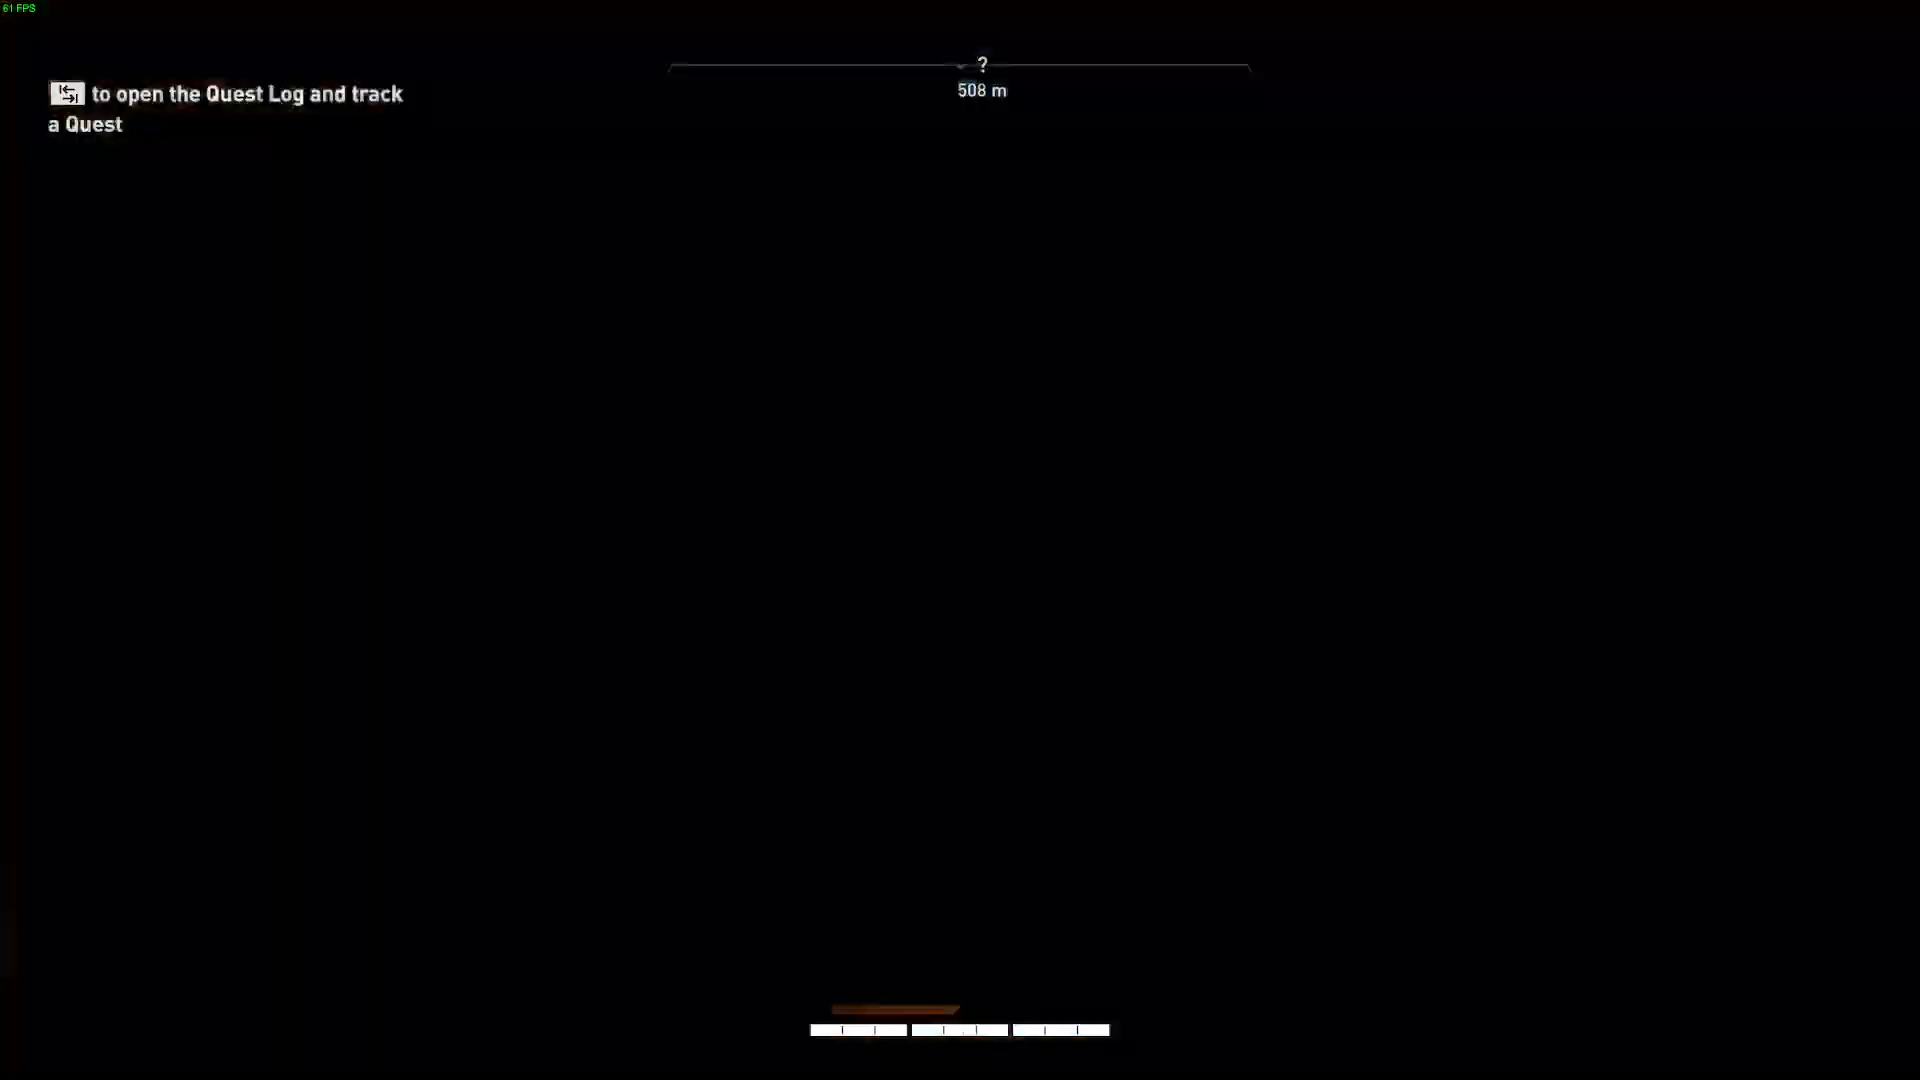 61 FPS
?
508 m
to open the Quest Log and track
a Quest